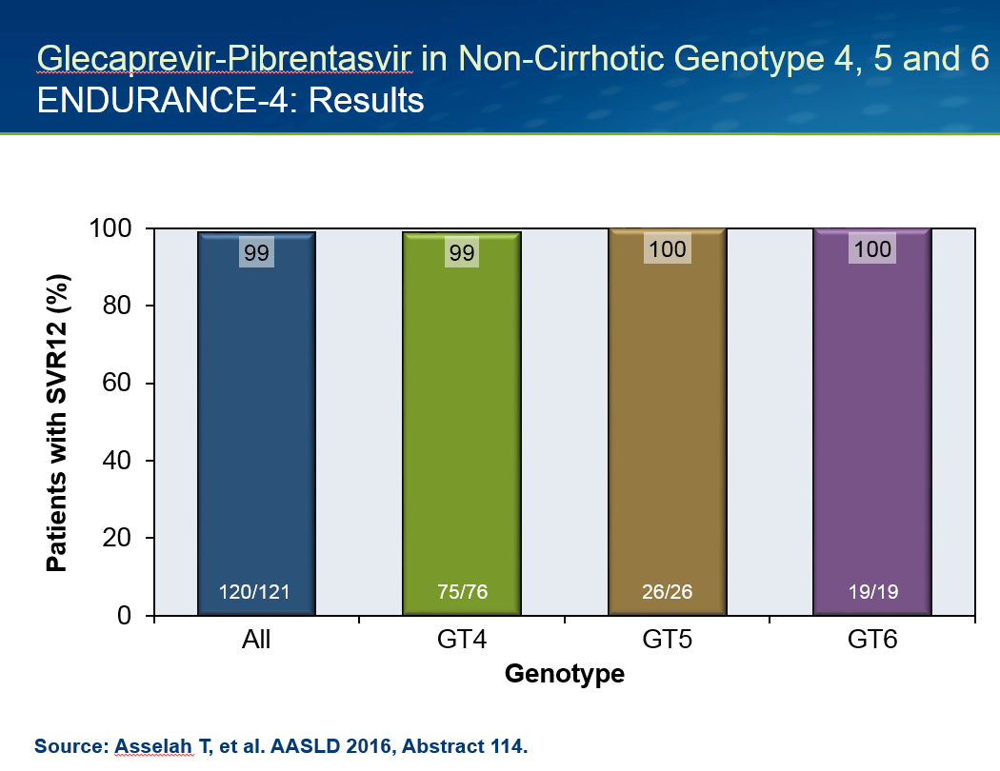 Glecaprevir-Pibrentasvir in Non-Cirrhotic Genotype 4, 5 and 6
ENDURANCE-4: Results
Patients with SVR12 (%)
100
80
60
40
20
0
99
99
100
100
120/121
75/76
26/26
19/19
All
GT4
GT5
GT6
Genotype
Source: Asselah T, et al. AASLD 2016, Abstract 114.